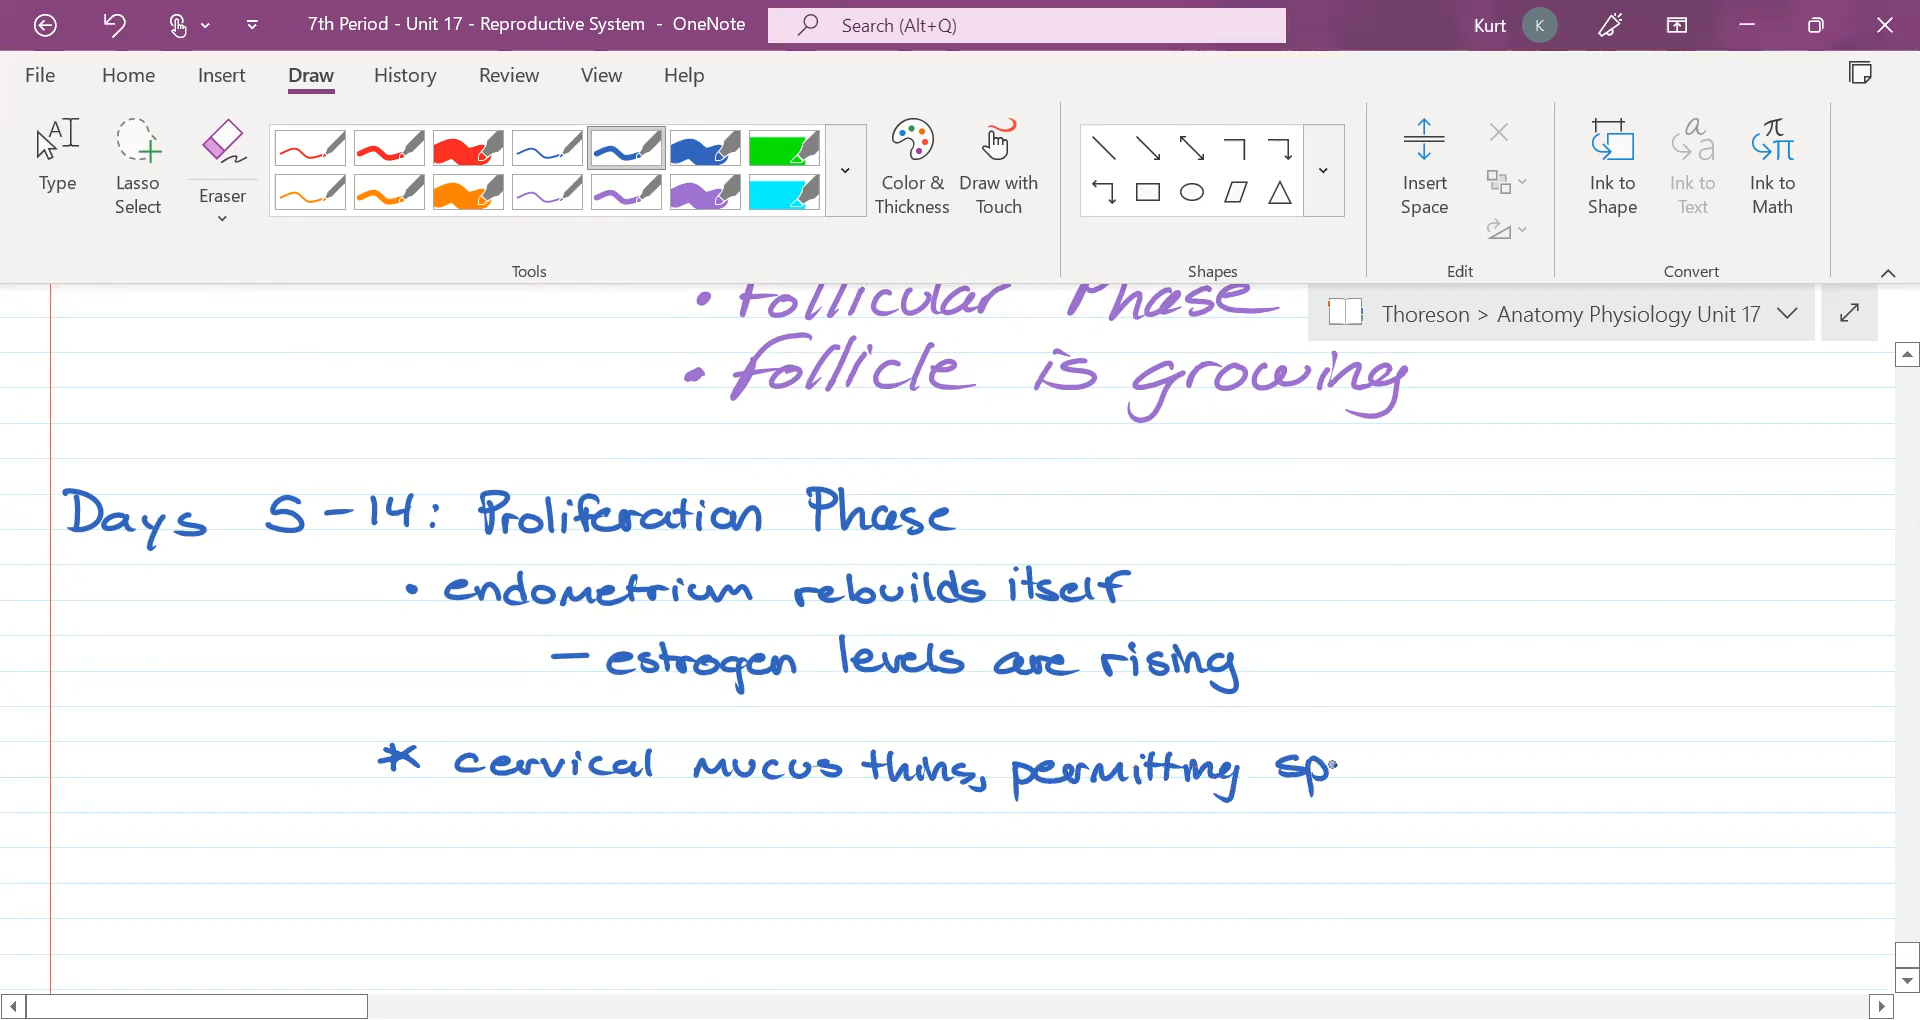 7th Period - Unit 17 - Reproductive System - OneNote
Search (Alt+Q)
Kurt
K
File Home Insert Draw History Review View Help
Type
Lasso Select
Eraser
Color & Thickness
Draw with Touch
Insert Space
Ink to Shape
Ink to Text
Ink to Math
Tools
Shapes
Edit
Convert
Thoreson > Anatomy Physiology Unit 17
• Follicular Phase
• follicle is growing
Days 5-14: Proliferation Phase
• endometrium rebuilds itself
— estrogen levels are rising
* cervical mucus thins, permitting sp